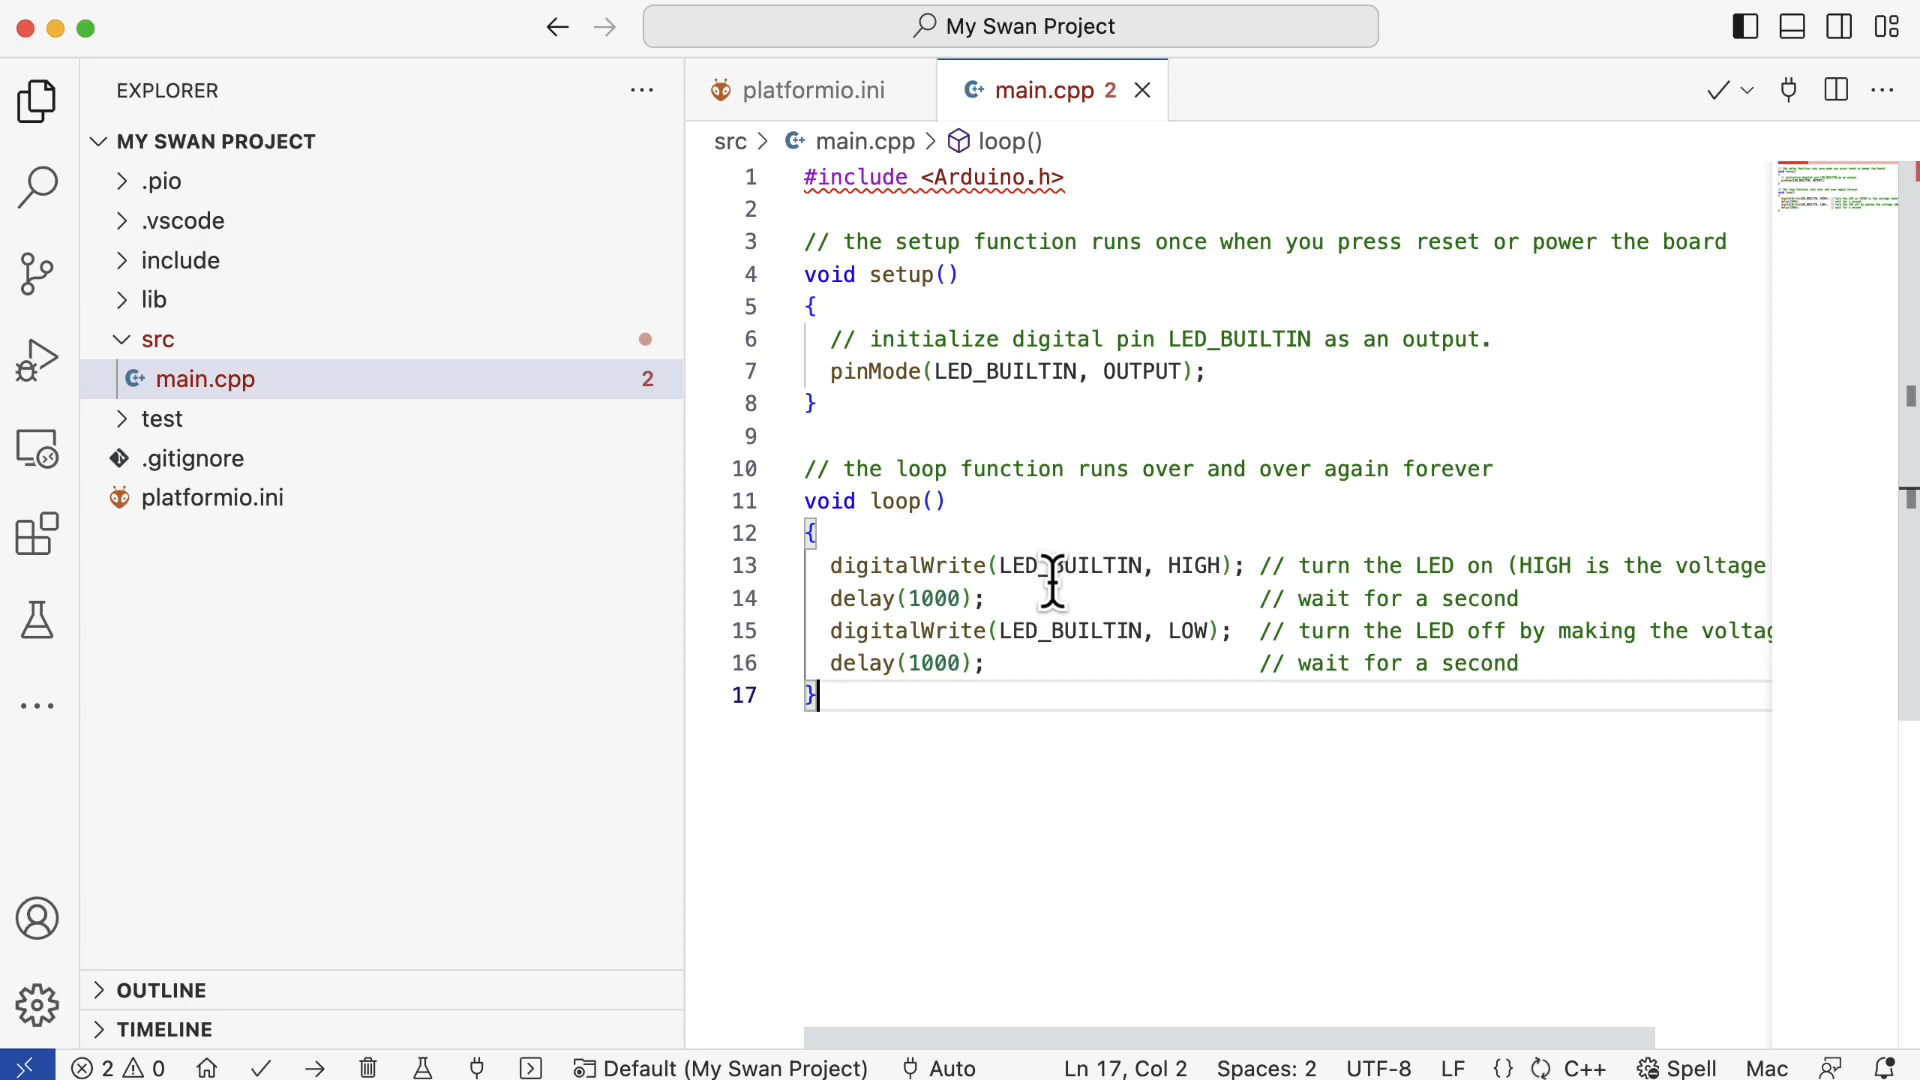 My Swan Project
EXPLORER
MY SWAN PROJECT
.pio
.vscode
include
lib
src
main.cpp 2
test
.gitignore
platformio.ini
OUTLINE
TIMELINE
platformio.ini
main.cpp 2
src > main.cpp > loop()
1 #include <Arduino.h>
2
3 // the setup function runs once when you press reset or power the board
4 void setup()
5 {
6 // initialize digital pin LED_BUILTIN as an output.
7 pinMode(LED_BUILTIN, OUTPUT);
8 }
9
10 // the loop function runs over and over again forever
11 void loop()
12 {
13 digitalWrite(LED_BUILTIN, HIGH); // turn the LED on (HIGH is the voltage
14 delay(1000); // wait for a second
15 digitalWrite(LED_BUILTIN, LOW); // turn the LED off by making the voltag
16 delay(1000); // wait for a second
17 }
2 0 Default (My Swan Project) Auto Ln 17, Col 2 Spaces: 2 UTF-8 LF {} C++ Spell Mac